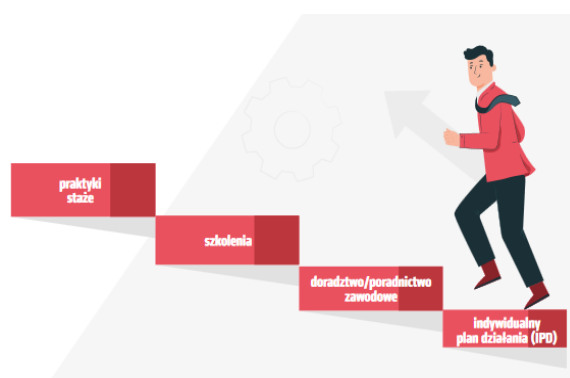 praktyki
staże
szkolenia
doradztwo/poradnictwo
zawodowe
indywidualny
plan działania (IPD)